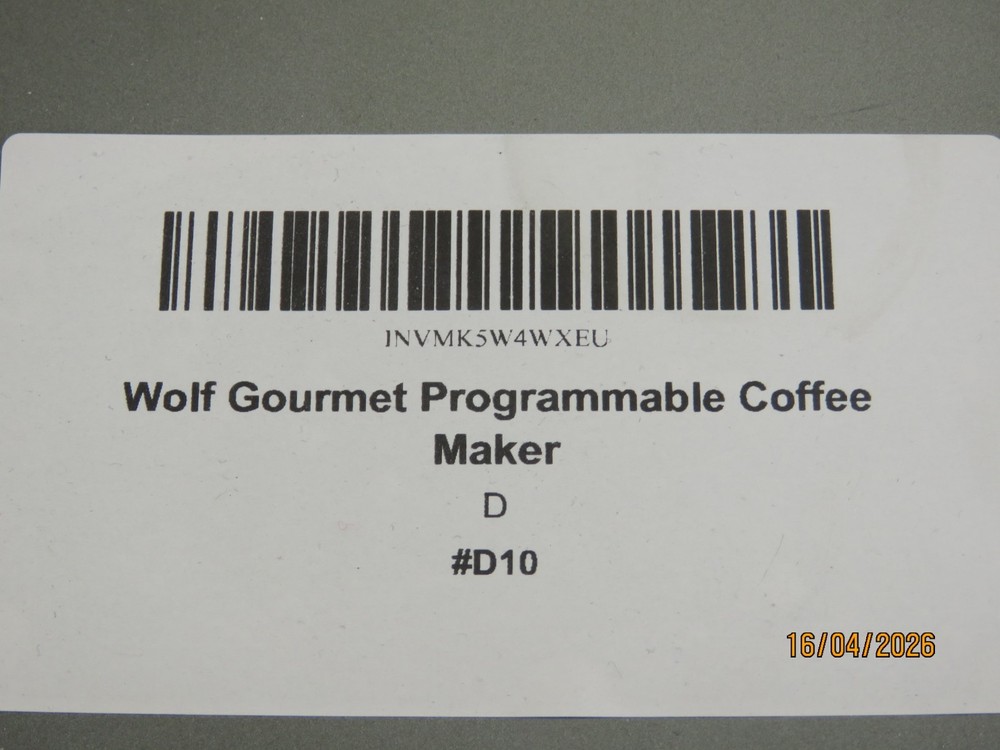 INVMK5W4WXEU
Wolf Gourmet Programmable Coffee
Maker
D
#D10
16/04/2026